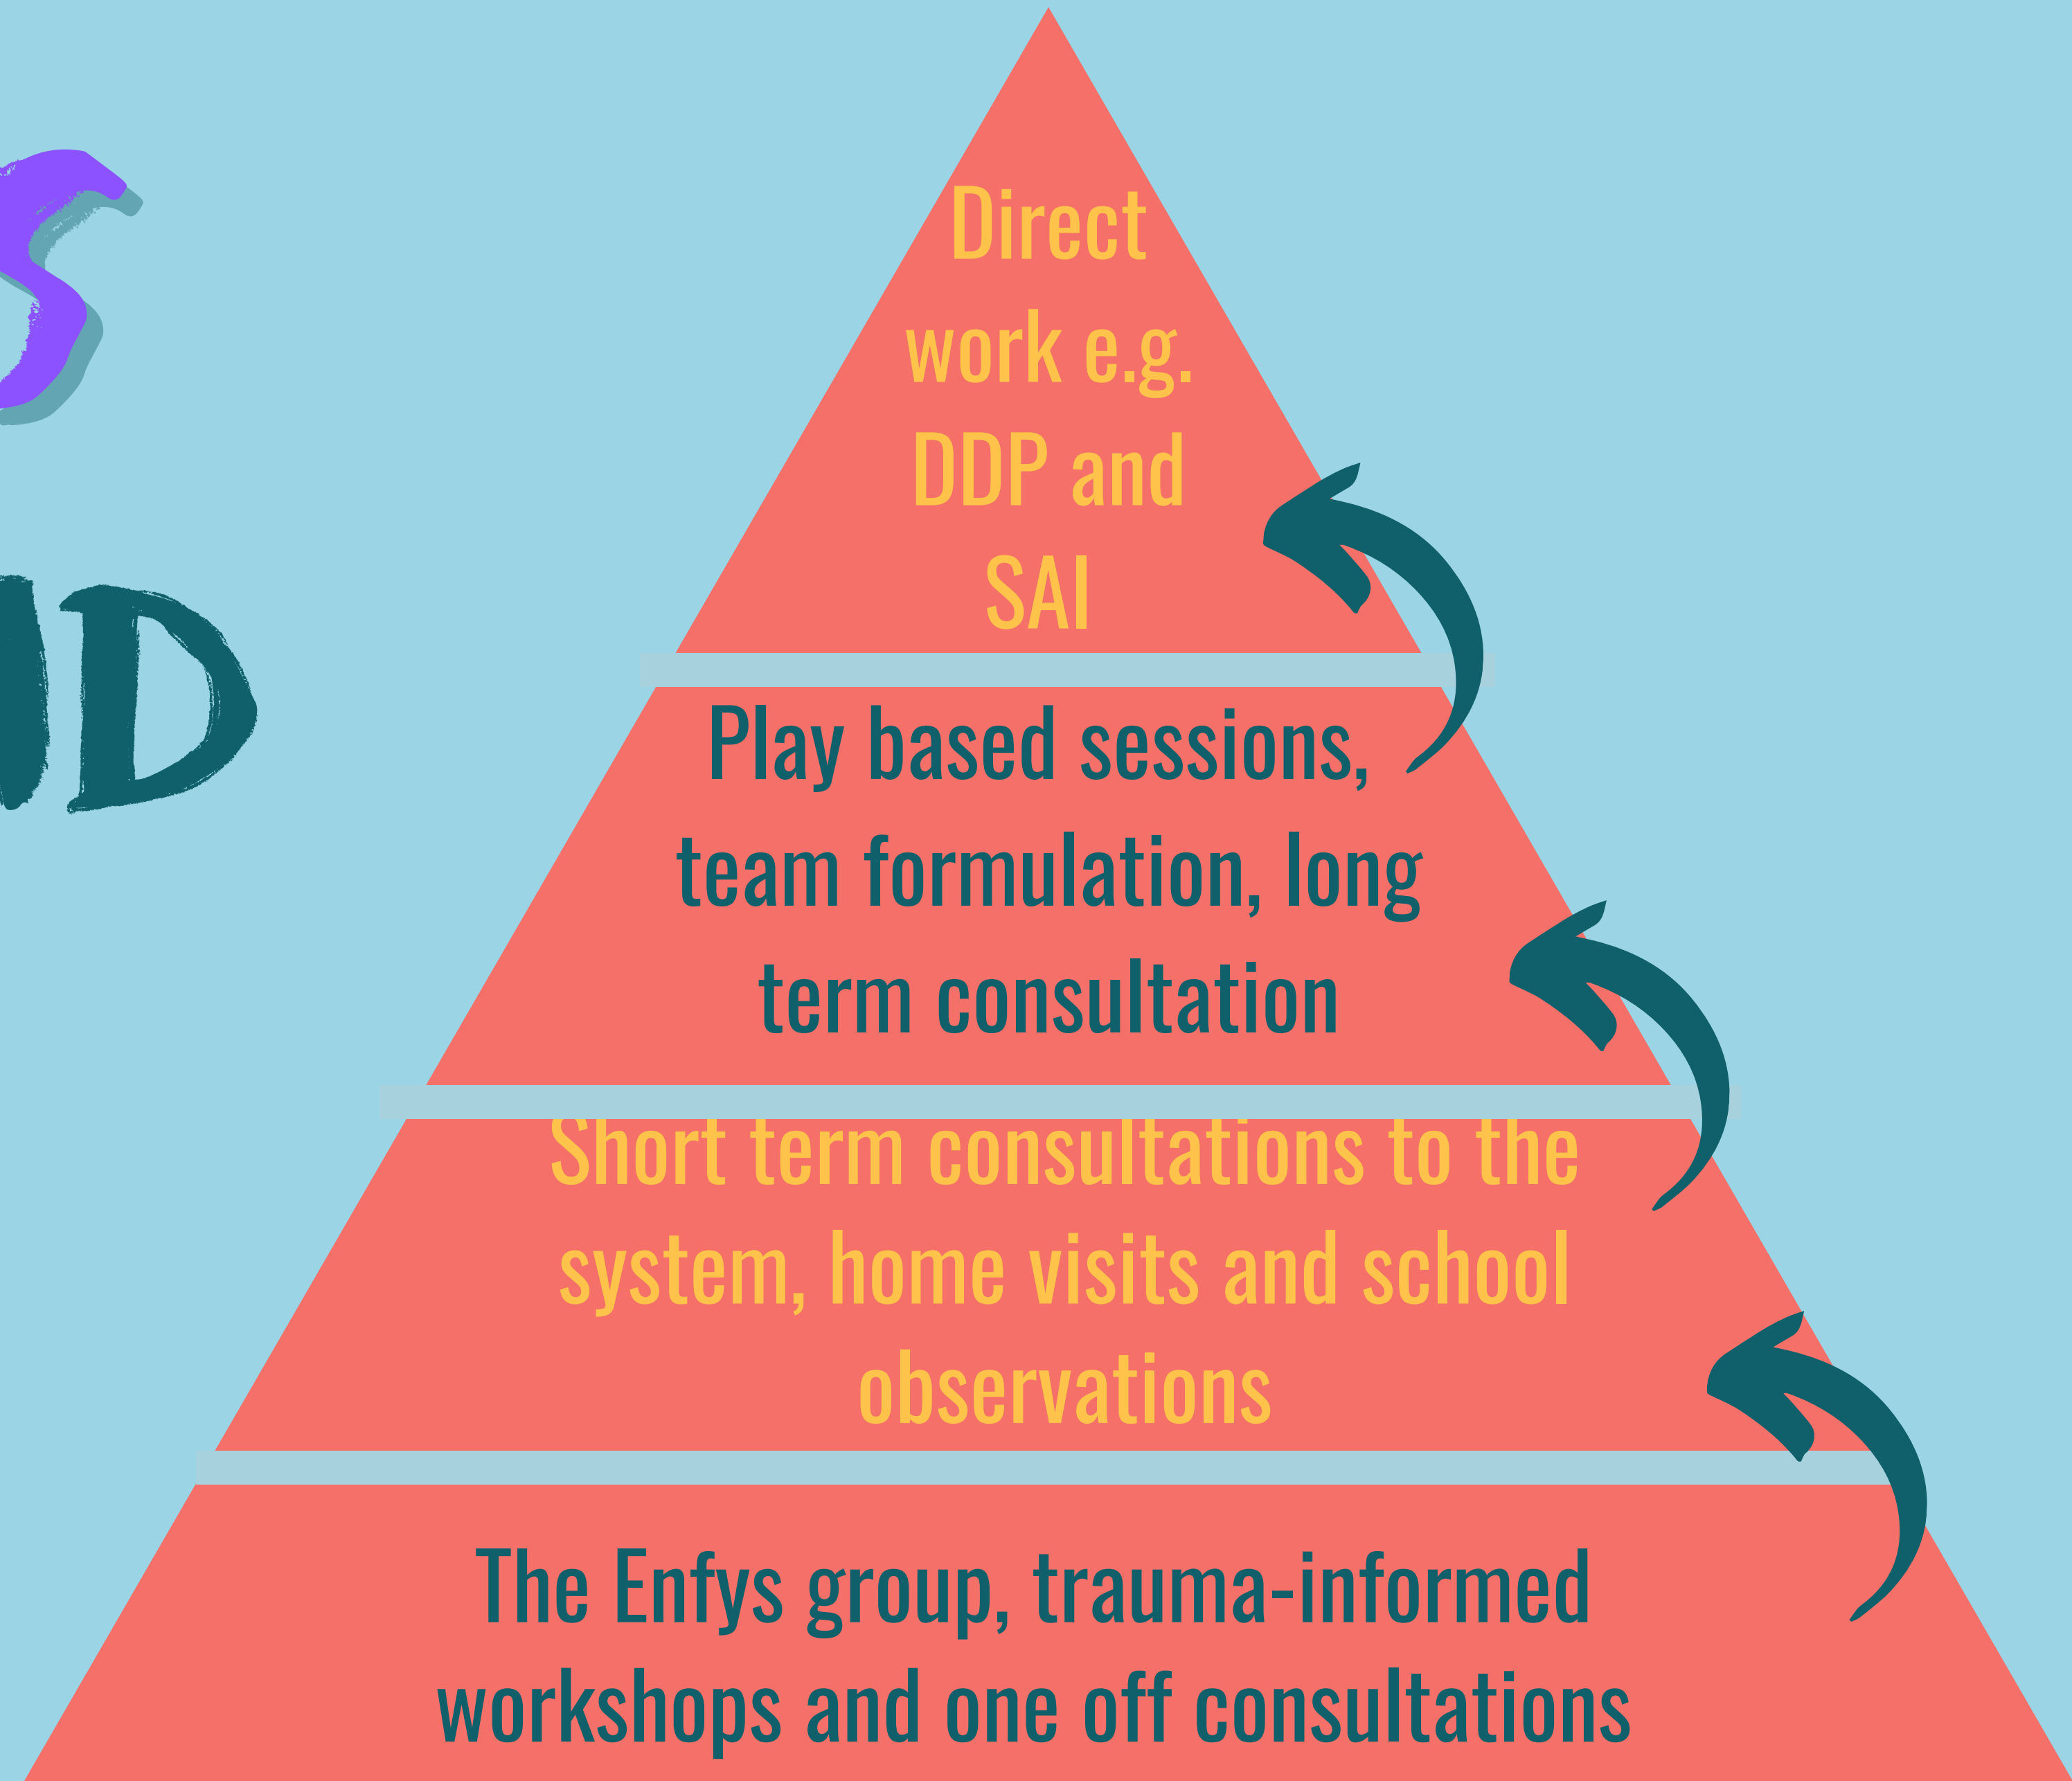 S
D
Direct
work e.g.
DDP and
SAI
Play based sessions,
team formulation, long
term consultation
Short term consultations to the
system, home visits and school
observations
The Enfys group, trauma-informed
workshops and one off consultations